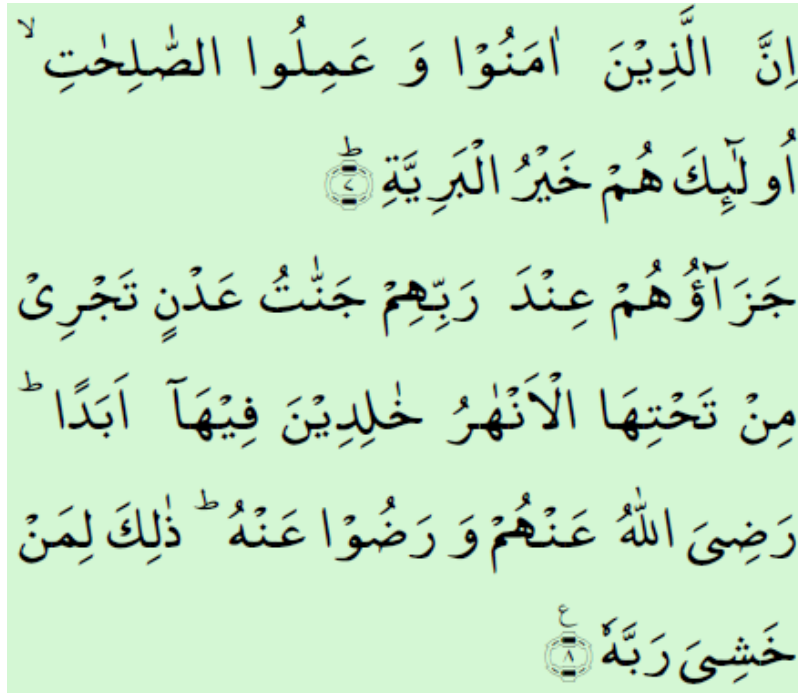 اِنَّ الَّذِیْنَ اٰمَنُوْا وَ عَمِلُوا الصّٰلِحٰتِ ۙ
اُولٰٓىِٕكَ هُمْ خَیْرُ الْبَرِیَّةِ ؕ﴿۷﴾
جَزَآؤُهُمْ عِنْدَ رَبِّهِمْ جَنّٰتُ عَدْنٍ تَجْرِیْ
مِنْ تَحْتِهَا الْاَنْهٰرُ خٰلِدِیْنَ فِیْهَاۤ اَبَدًا ؕ
رَضِیَ اللّٰهُ عَنْهُمْ وَ رَضُوْا عَنْهُ ؕ ذٰلِكَ لِمَنْ
خَشِیَ رَبَّهٗ ﴿۸﴾ ع